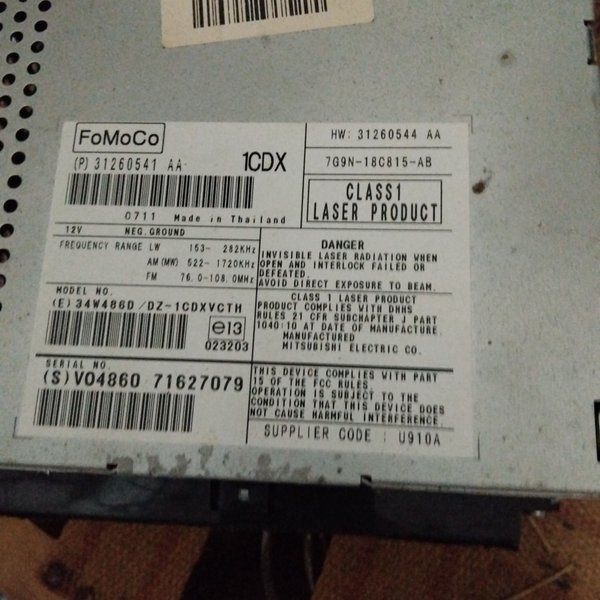 FoMoCo
(P) 31260541 AA
1CDX
0711 Made in Thailand
HW: 31260544 AA
7G9N-18C815-AB
CLASS1
LASER PRODUCT
12V NEG.GROUND
FREQUENCY RANGE LW 153- 282KHz
AM(MW) 522- 1720KHz
FM 76.0-108.0MHz
MODEL NO.
(E)34W486D/DZ-1CDXVCTH
e13
023203
SERIAL NO.
(S)V04860 71627079
DANGER
INVISIBLE LASER RADIATION WHEN
OPEN AND INTERLOCK FAILED OR
DEFEATED.
AVOID DIRECT EXPOSURE TO BEAM.
CLASS 1 LASER PRODUCT
PRODUCT COMPLIES WITH DHHS
RULES 21 CFR SUBCHAPTER J PART
1040:10 AT DATE OF MANUFACTURE.
MANUFACTURED
MITSUBISHI ELECTRIC CO.
THIS DEVICE COMPLIES WITH PART
15 OF THE FCC RULES.
OPERATION IS SUBJECT TO THE
CONDITION THAT THIS DEVICE DOES
NOT CAUSE HARMFUL INTERFERENCE.
SUPPLIER CODE : U910A